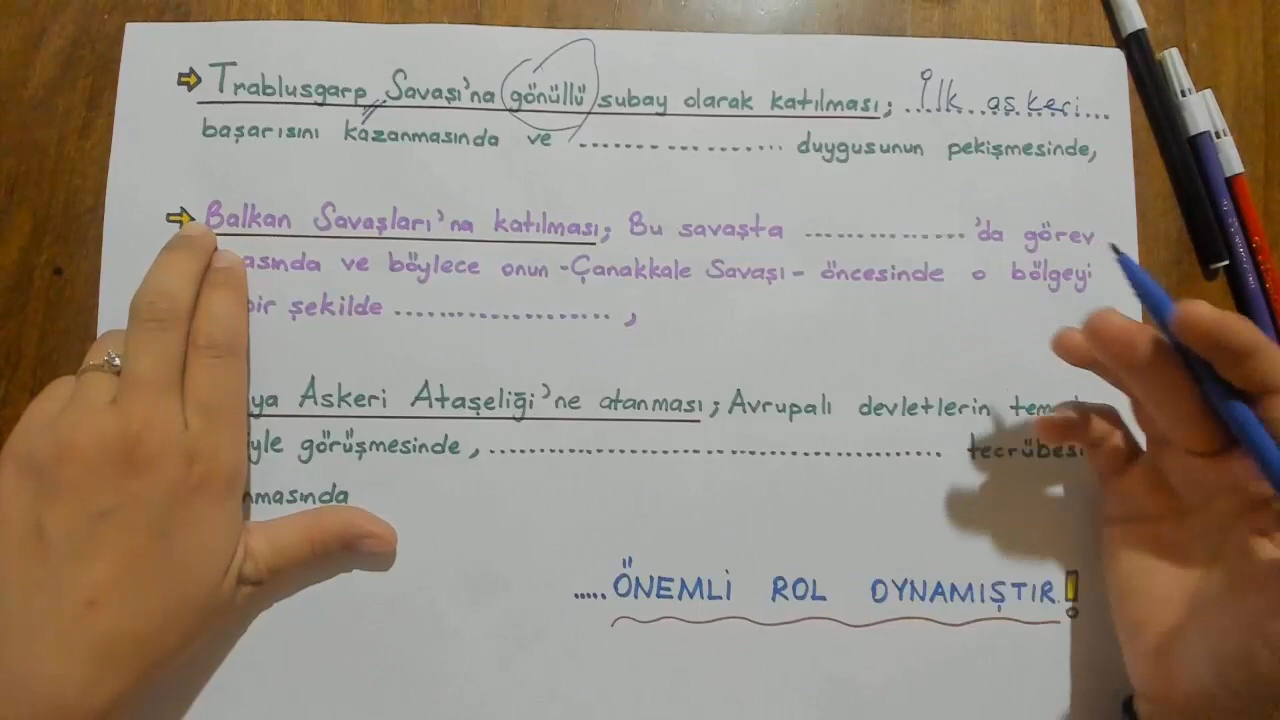 Trablusgarp Savaşı'na gönüllü subay olarak katılması; ..İlk askeri...
başarısını kazanmasında ve .................. duygusunun pekişmesinde,
Balkan Savaşları'na katılması; Bu savaşta ................'da görev
asında ve böylece onun -Çanakkale Savaşı- öncesinde o bölgeyi
bir şekilde ...................... ,
ya Askeri Ataşeliği'ne atanması; Avrupalı devletlerin
yle görüşmesinde, .............................................. tecrübesi
nmasında
.....ÖNEMLİ ROL OYNAMIŞTIR!